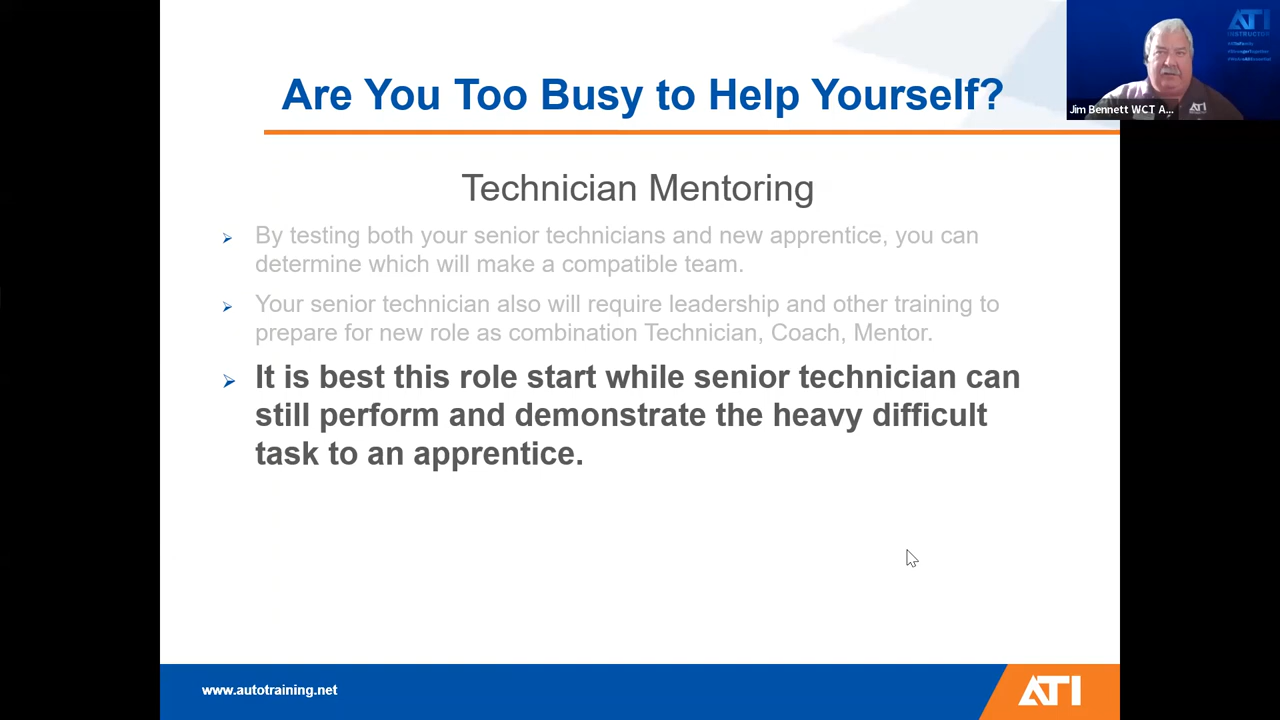 Are You Too Busy to Help Yourself?
ATI
INSTRUCTOR
Jim Bennett WCT A...
ATI
Technician Mentoring
By testing both your senior technicians and new apprentice, you can
determine which will make a compatible team.
Your senior technician also will require leadership and other training to
prepare for new role as combination Technician, Coach, Mentor.
It is best this role start while senior technician can
still perform and demonstrate the heavy difficult
task to an apprentice.
www.autotraining.net
ATI